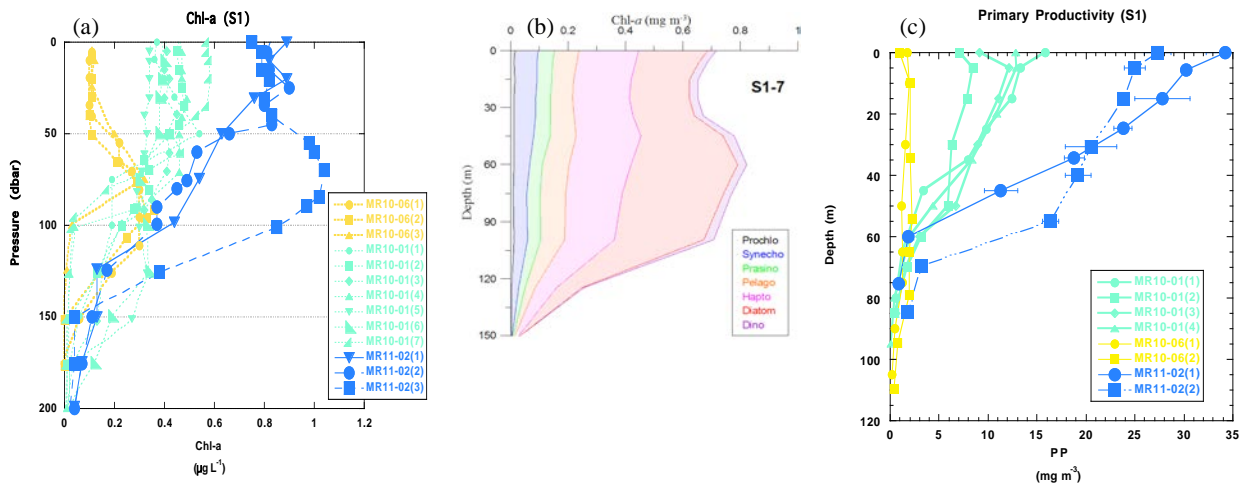 (a)
Chl-a (S1)
0
50
100
150
200
Pressure (dbar)
0 0.2 0.4 0.6 0.8 1 1.2
Chl-a
(µg L⁻¹)
MR10-06(1)
MR10-06(2)
MR10-06(3)
MR10-01(1)
MR10-01(2)
MR10-01(3)
MR10-01(4)
MR10-01(5)
MR10-01(6)
MR10-01(7)
MR11-02(1)
MR11-02(2)
MR11-02(3)
(b)
Chl-a (mg m⁻³)
0 0.2 0.4 0.6 0.8 1
0
30
60
90
120
150
Depth (m)
S1-7
Prochlo
Synecho
Prasino
Pelago
Hapto
Diatom
Dino
(c)
Primary Productivity (S1)
0
20
40
60
80
100
120
Depth (m)
0 5 10 15 20 25 30 35
PP
(mg m⁻³)
MR10-01(1)
MR10-01(2)
MR10-01(3)
MR10-01(4)
MR10-06(1)
MR10-06(2)
MR11-02(1)
MR11-02(2)